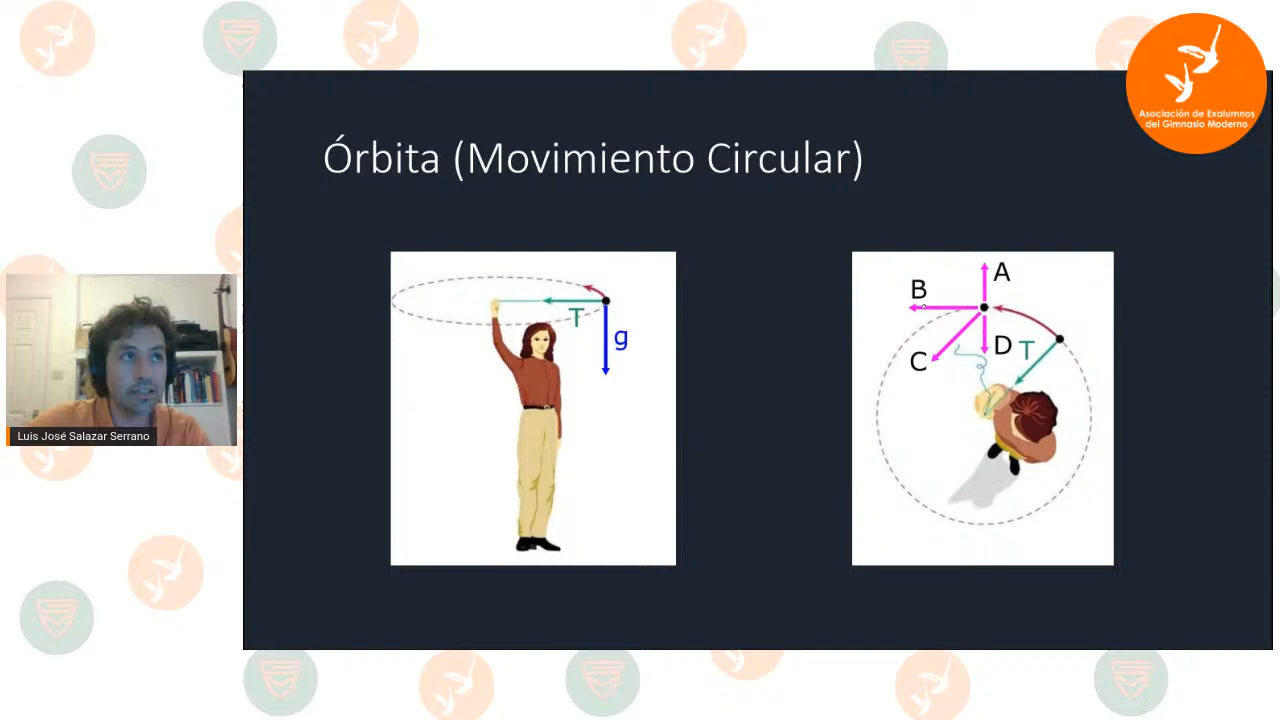 Asociación de Exalumnos
del Gimnasio Moderno
Órbita (Movimiento Circular)
T
g
A
B
C
D
T
Luis José Salazar Serrano